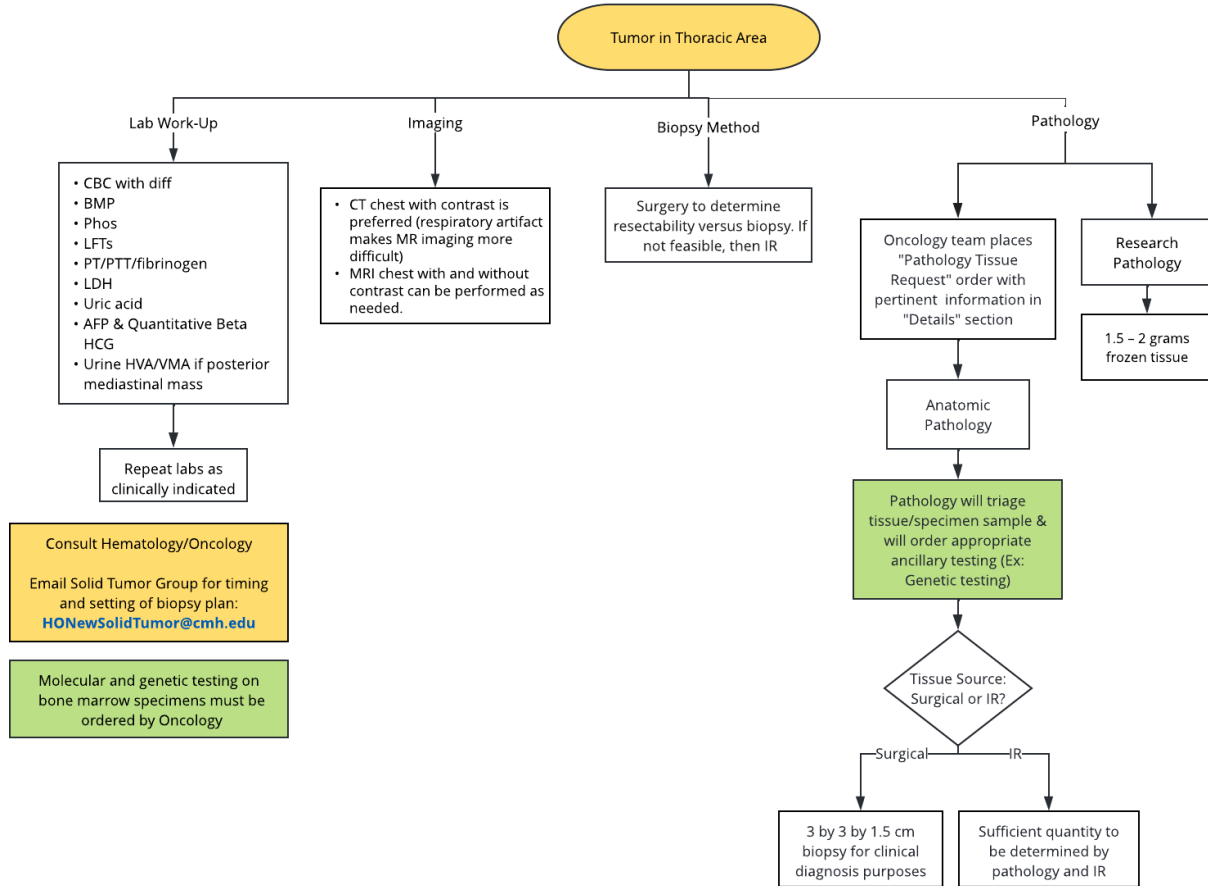 Tumor in Thoracic Area
Lab Work-Up
Imaging
Biopsy Method
Pathology
• CBC with diff
• BMP
• Phos
• LFTs
• PT/PTT/fibrinogen
• LDH
• Uric acid
• AFP & Quantitative Beta
HCG
• Urine HVA/VMA if posterior
mediastinal mass
Repeat labs as
clinically indicated
• CT chest with contrast is
preferred (respiratory artifact
makes MR imaging more
difficult)
• MRI chest with and without
contrast can be performed as
needed.
Surgery to determine
resectability versus biopsy. If
not feasible, then IR
Oncology team places
"Pathology Tissue
Request" order with
pertinent information in
"Details" section
Research
Pathology
1.5 – 2 grams
frozen tissue
Anatomic
Pathology
Pathology will triage
tissue/specimen sample &
will order appropriate
ancillary testing (Ex:
Genetic testing)
Tissue Source:
Surgical or IR?
Surgical
IR
3 by 3 by 1.5 cm
biopsy for clinical
diagnosis purposes
Sufficient quantity to
be determined by
pathology and IR
Consult Hematology/Oncology
Email Solid Tumor Group for timing
and setting of biopsy plan:
HONewSolidTumor@cmh.edu
Molecular and genetic testing on
bone marrow specimens must be
ordered by Oncology